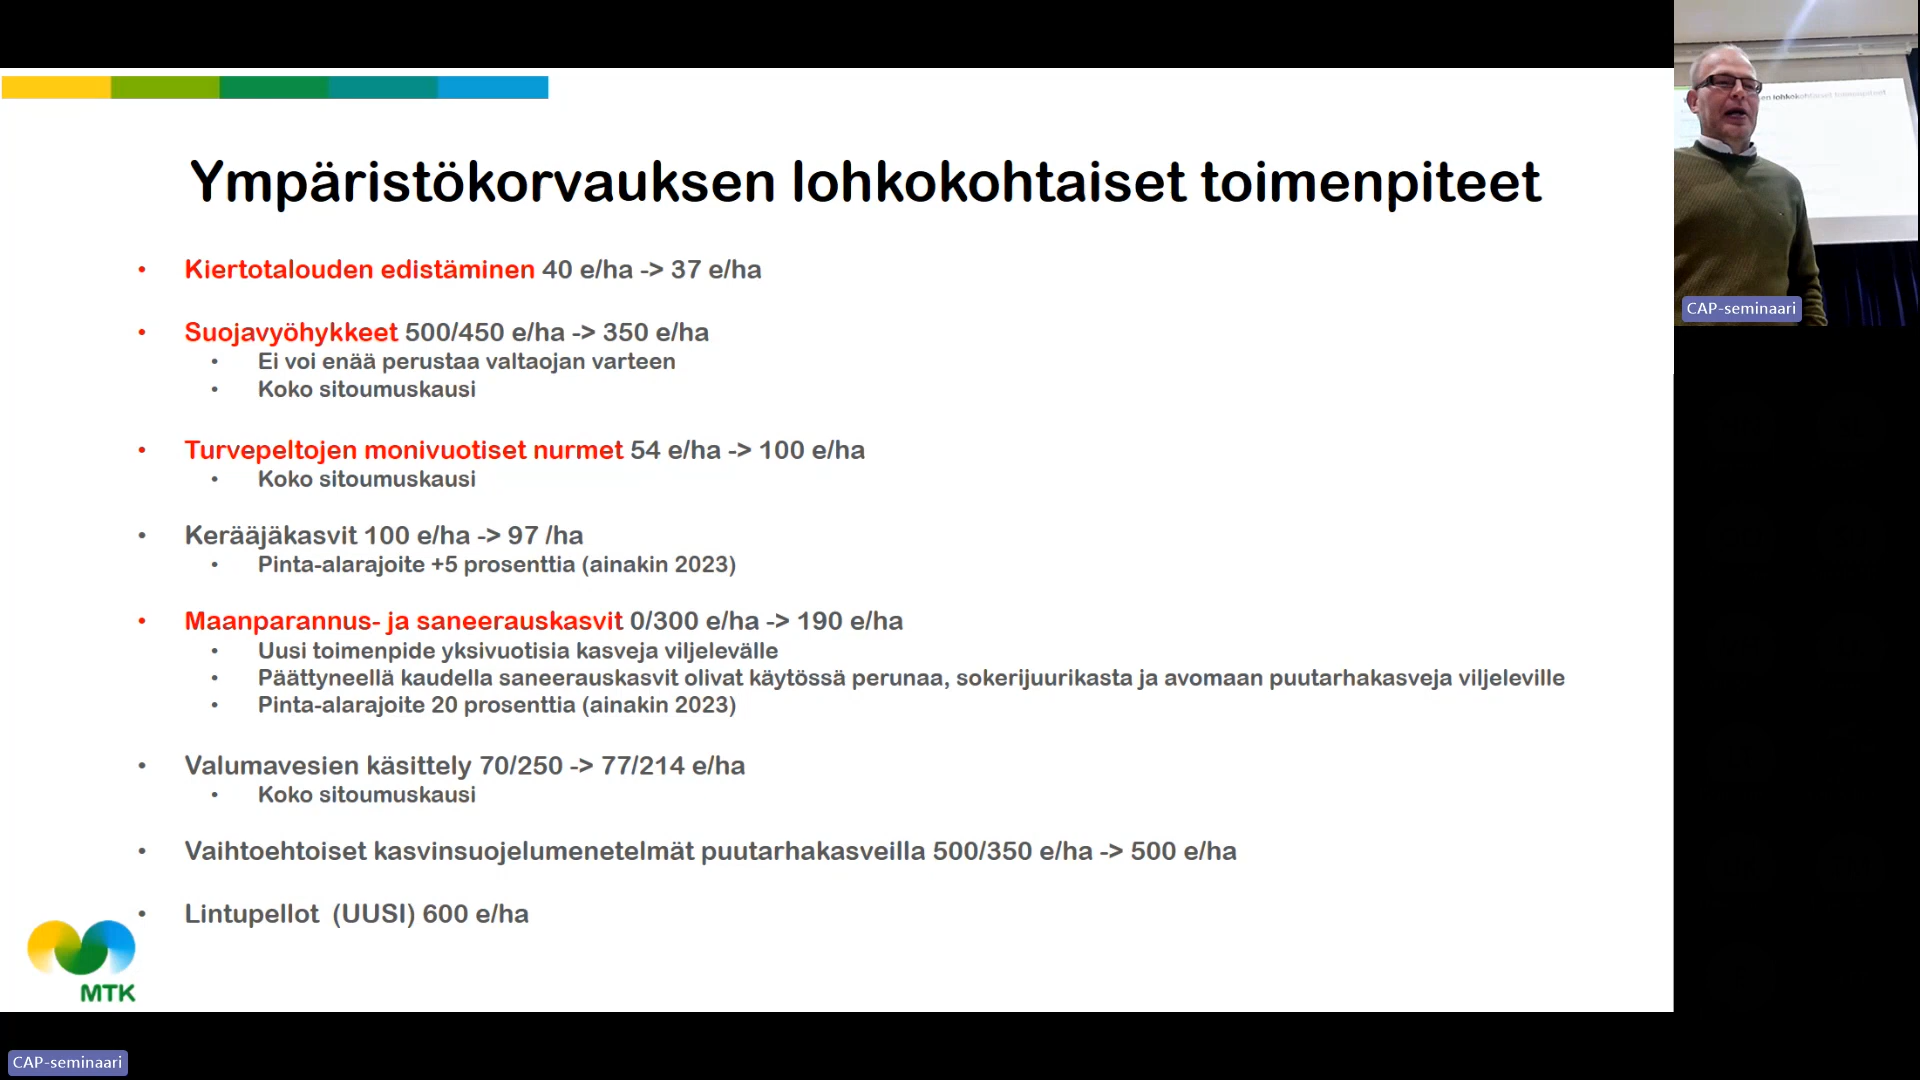 Ympäristökorvauksen lohkokohtaiset toimenpiteet
• Kiertotalouden edistäminen 40 e/ha -> 37 e/ha
• Suojavyöhykkeet 500/450 e/ha -> 350 e/ha
• Ei voi enää perustaa valtaojan varteen
• Koko sitoumuskausi
• Turvepeltojen monivuotiset nurmet 54 e/ha -> 100 e/ha
• Koko sitoumuskausi
• Kerääjäkasvit 100 e/ha -> 97 /ha
• Pinta-alarajoite +5 prosenttia (ainakin 2023)
• Maanparannus- ja saneerauskasvit 0/300 e/ha -> 190 e/ha
• Uusi toimenpide yksivuotisia kasveja viljelevälle
• Päättyneellä kaudella saneerauskasvit olivat käytössä perunaa, sokerijuurikasta ja avomaan puutarhakasveja viljeleville
• Pinta-alarajoite 20 prosenttia (ainakin 2023)
• Valumavesien käsittely 70/250 -> 77/214 e/ha
• Koko sitoumuskausi
• Vaihtoehtoiset kasvinsuojelumenetelmät puutarhakasveilla 500/350 e/ha -> 500 e/ha
• Lintupellot (UUSI) 600 e/ha
MTK
CAP-seminaari
lohkokohtaiset toimenpiteet
CAP-seminaari